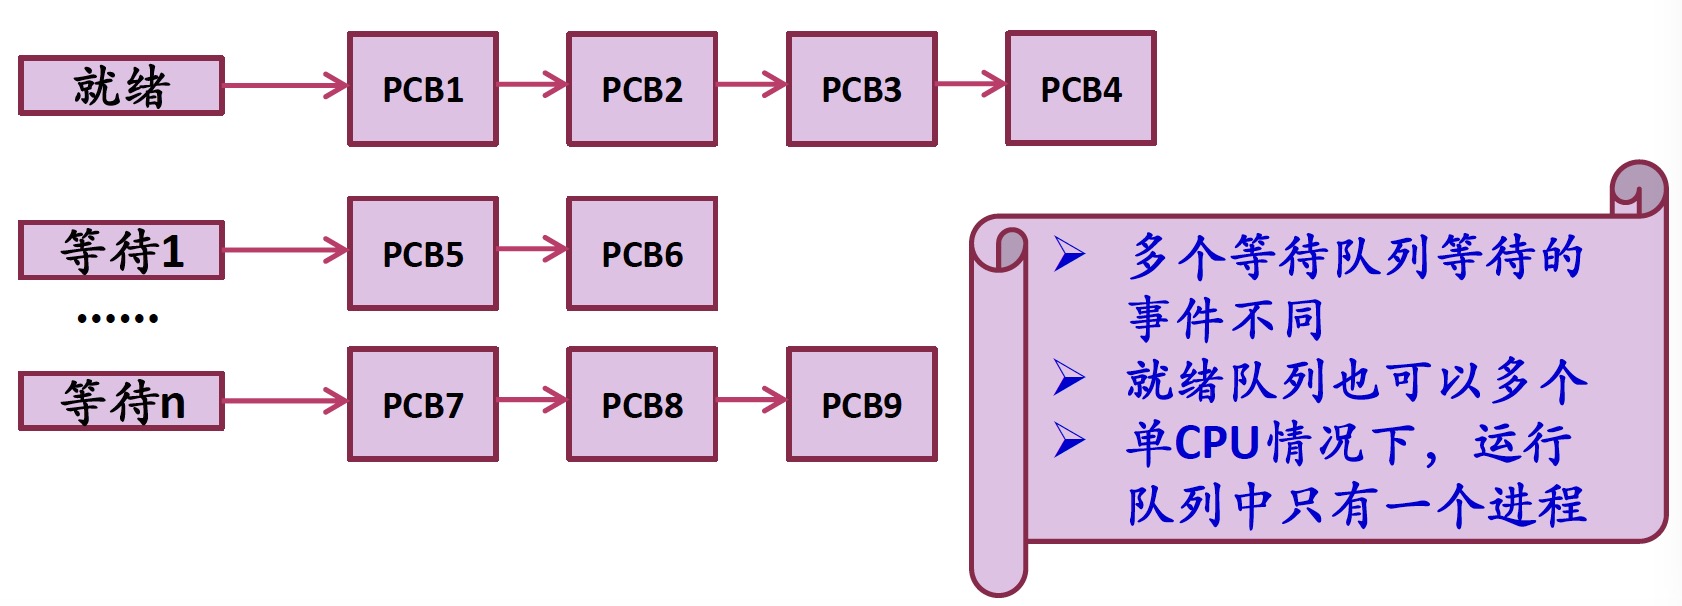 就绪
PCB1
PCB2
PCB3
PCB4
等待1
PCB5
PCB6
......
等待n
PCB7
PCB8
PCB9
多个等待队列等待的
事件不同
就绪队列也可以多个
单CPU情况下，运行
队列中只有一个进程